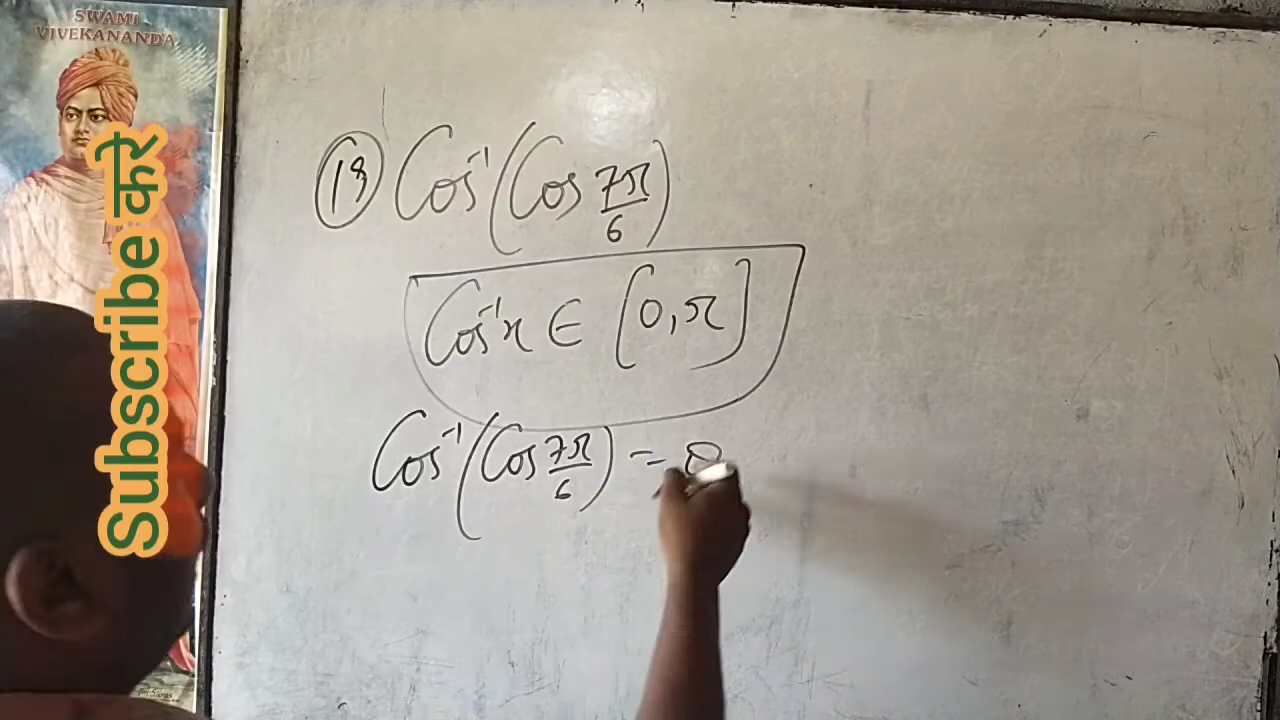 SWAMI
VIVEKANANDA
Subscribe करे
(19) Cos⁻¹(Cos 7π/6)
Cos⁻¹x ∈ [0, π]
Cos⁻¹(Cos 7π/6) = θ